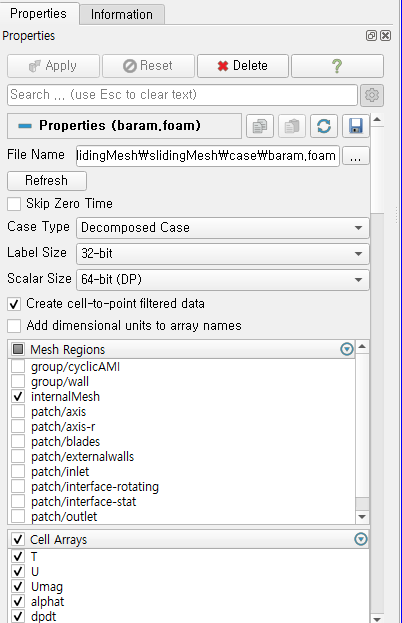 Properties Information
Properties
Apply Reset Delete ?
Search ... (use Esc to clear text)
Properties (baram.foam)
File Name lidingMesh₩slidingMesh₩case₩baram.foam ...
Refresh
Skip Zero Time
Case Type Decomposed Case
Label Size 32-bit
Scalar Size 64-bit (DP)
Create cell-to-point filtered data
Add dimensional units to array names
Mesh Regions
group/cyclicAMI
group/wall
internalMesh
patch/axis
patch/axis-r
patch/blades
patch/externalwalls
patch/inlet
patch/interface-rotating
patch/interface-stat
patch/outlet
Cell Arrays
T
U
Umag
alphat
dpdt